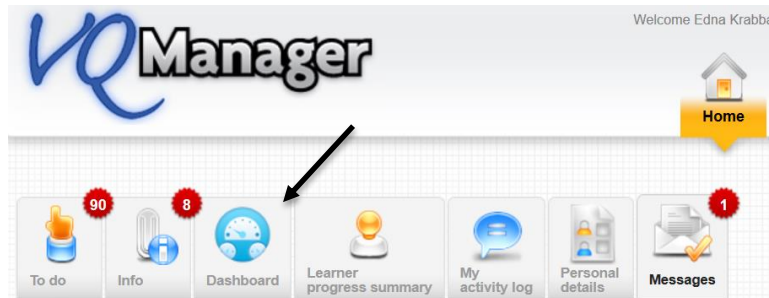 Welcome Edna Krabba
VQManager
Home
90
8
1
To do
Info
Dashboard
Learner
progress summary
My
activity log
Personal
details
Messages